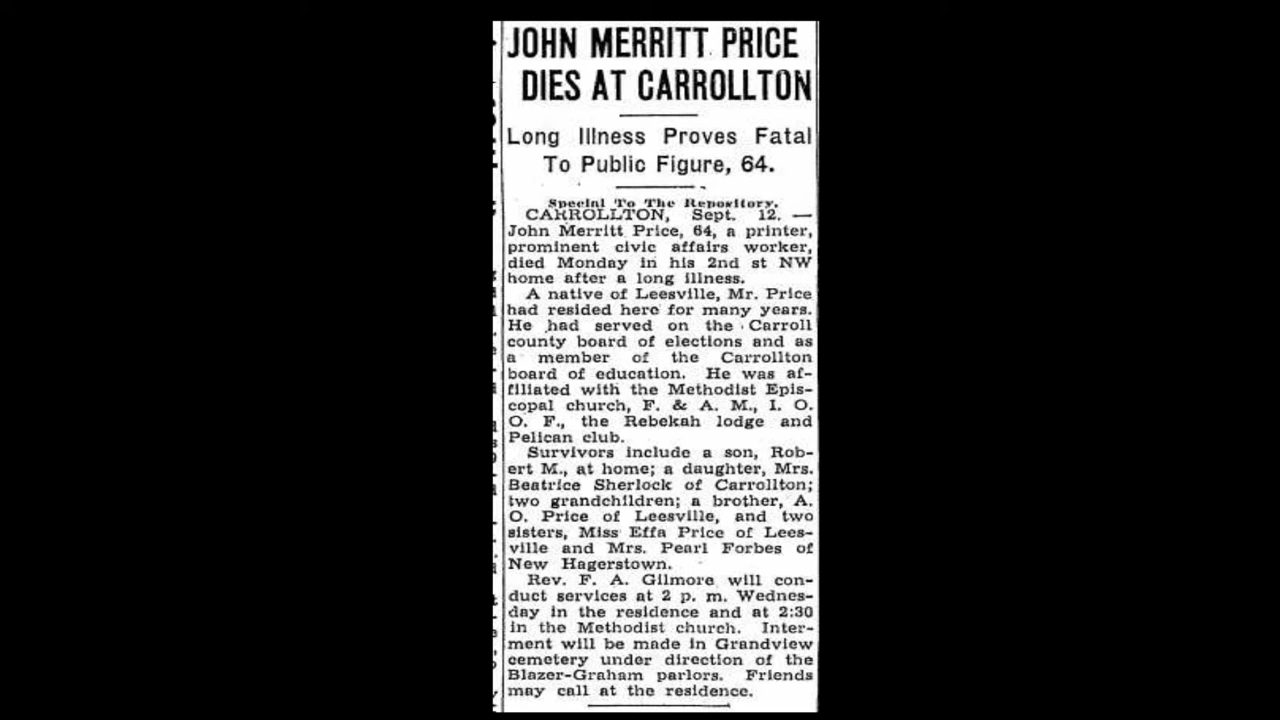 JOHN MERRITT PRICE
DIES AT CARROLLTON
Long Illness Proves Fatal
To Public Figure, 64.
Special To The Repository.
CARROLLTON, Sept. 12. —
John Merritt Price, 64, a printer,
prominent civic affairs worker,
died Monday in his 2nd st NW
home after a long illness.
A native of Leesville, Mr. Price
had resided here for many years.
He had served on the Carroll
county board of elections and as
a member of the Carrollton
board of education. He was af-
filiated with the Methodist Epis-
copal church, F. & A. M., I. O.
O. F., the Rebekah lodge and
Pelican club.
Survivors include a son, Rob-
ert M., at home; a daughter, Mrs.
Beatrice Sherlock of Carrollton;
two grandchildren; a brother, A.
O. Price of Leesville, and two
sisters, Miss Effa Price of Lees-
ville and Mrs. Pearl Forbes of
New Hagerstown.
Rev. F. A. Gilmore will con-
duct services at 2 p. m. Wednes-
day in the residence and at 2:30
in the Methodist church. Inter-
ment will be made in Grandview
cemetery under direction of the
Blazer-Graham parlors. Friends
may call at the residence.